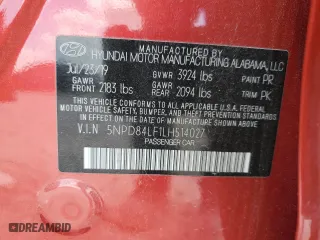 MANUFACTURED BY
HYUNDAI MOTOR MANUFACTURING ALABAMA, LLC
JUL/23/19 GVWR 3924 lbs PAINT PR
GAWR FRONT 2183 lbs GAWR REAR 2094 lbs TRIM PK
THIS VEHICLE CONFORMS TO ALL APPLICABLE U.S. FEDERAL
MOTOR VEHICLE SAFETY, BUMPER, AND THEFT PREVENTION
STANDARDS IN EFFECT ON THE DATE OF MANUFACTURE SHOWN ABOVE.
V.I.N 5NPD84LF1LH514027
PASSENGER CAR
DREAMBID